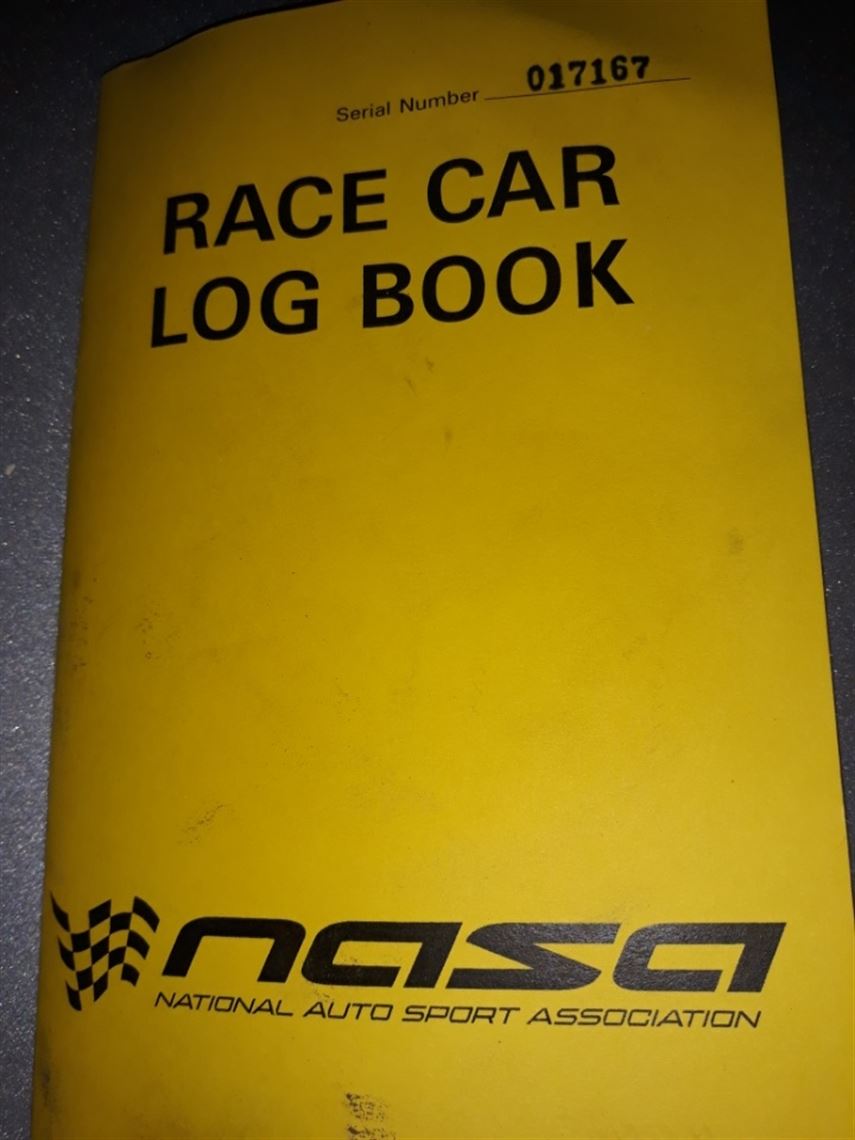 Serial Number 017167
RACE CAR
LOG BOOK
nasa
NATIONAL AUTO SPORT ASSOCIATION